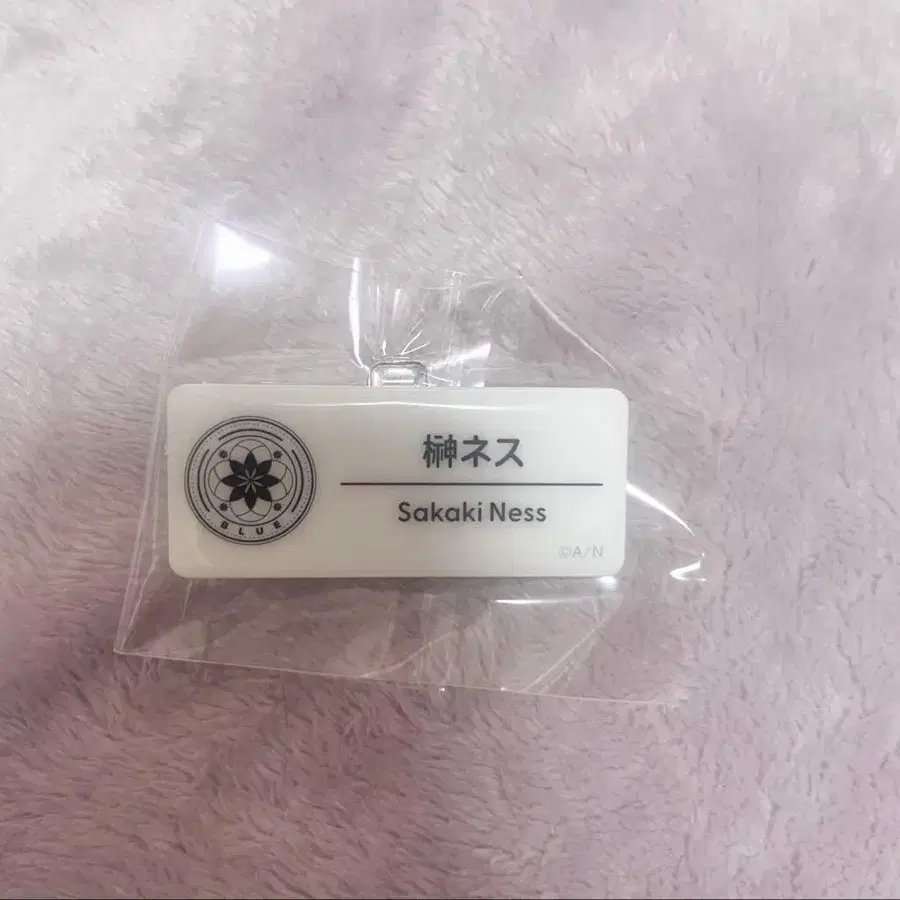 榊ネス
Sakaki Ness
BLUE
©A/N